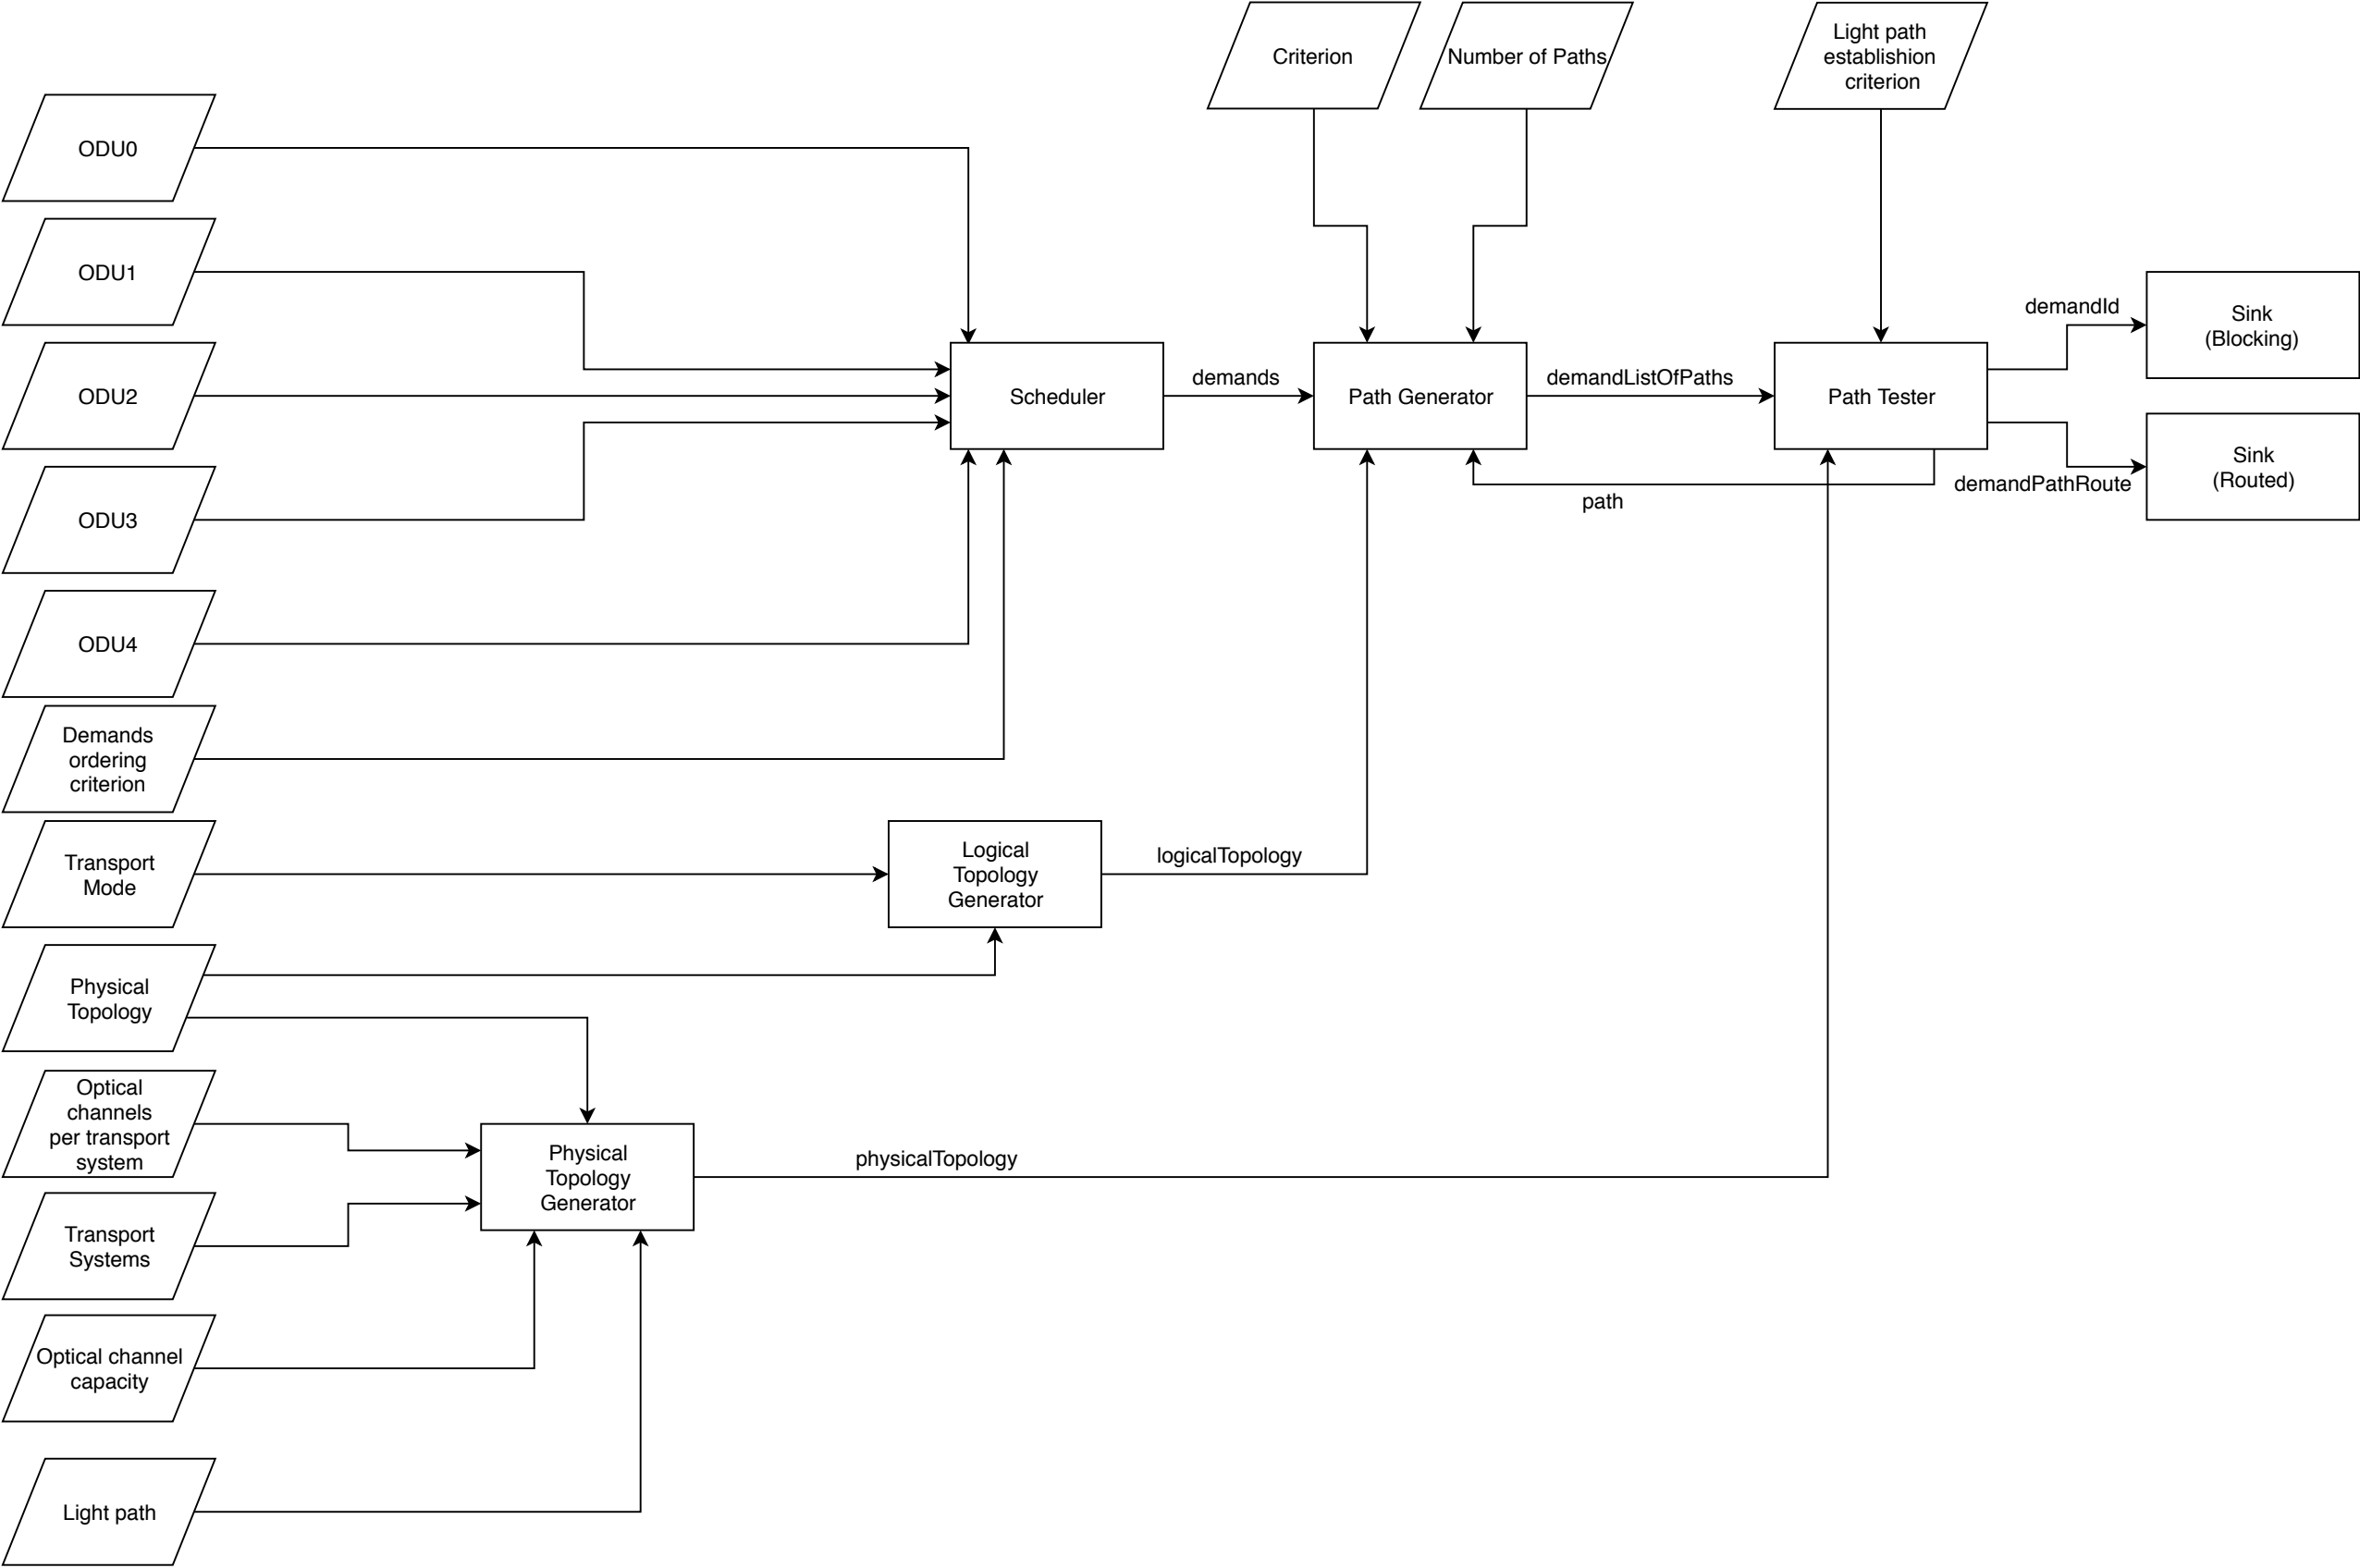 Criterion
Number of Paths
Light path
establishion
criterion
ODU0
ODU1
ODU2
ODU3
ODU4
Demands
ordering
criterion
Transport
Mode
Physical
Topology
Optical
channels
per transport
system
Transport
Systems
Optical channel
capacity
Light path
Scheduler
demands
Path Generator
demandListOfPaths
Path Tester
demandId
Sink
(Blocking)
demandPathRoute
Sink
(Routed)
path
Logical
Topology
Generator
logicalTopology
Physical
Topology
Generator
physicalTopology